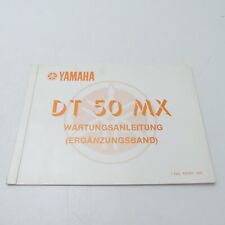 YAMAHA
DT 50 MX
WARTUNGSANLEITUNG
(ERGÄNZUNGSBAND)